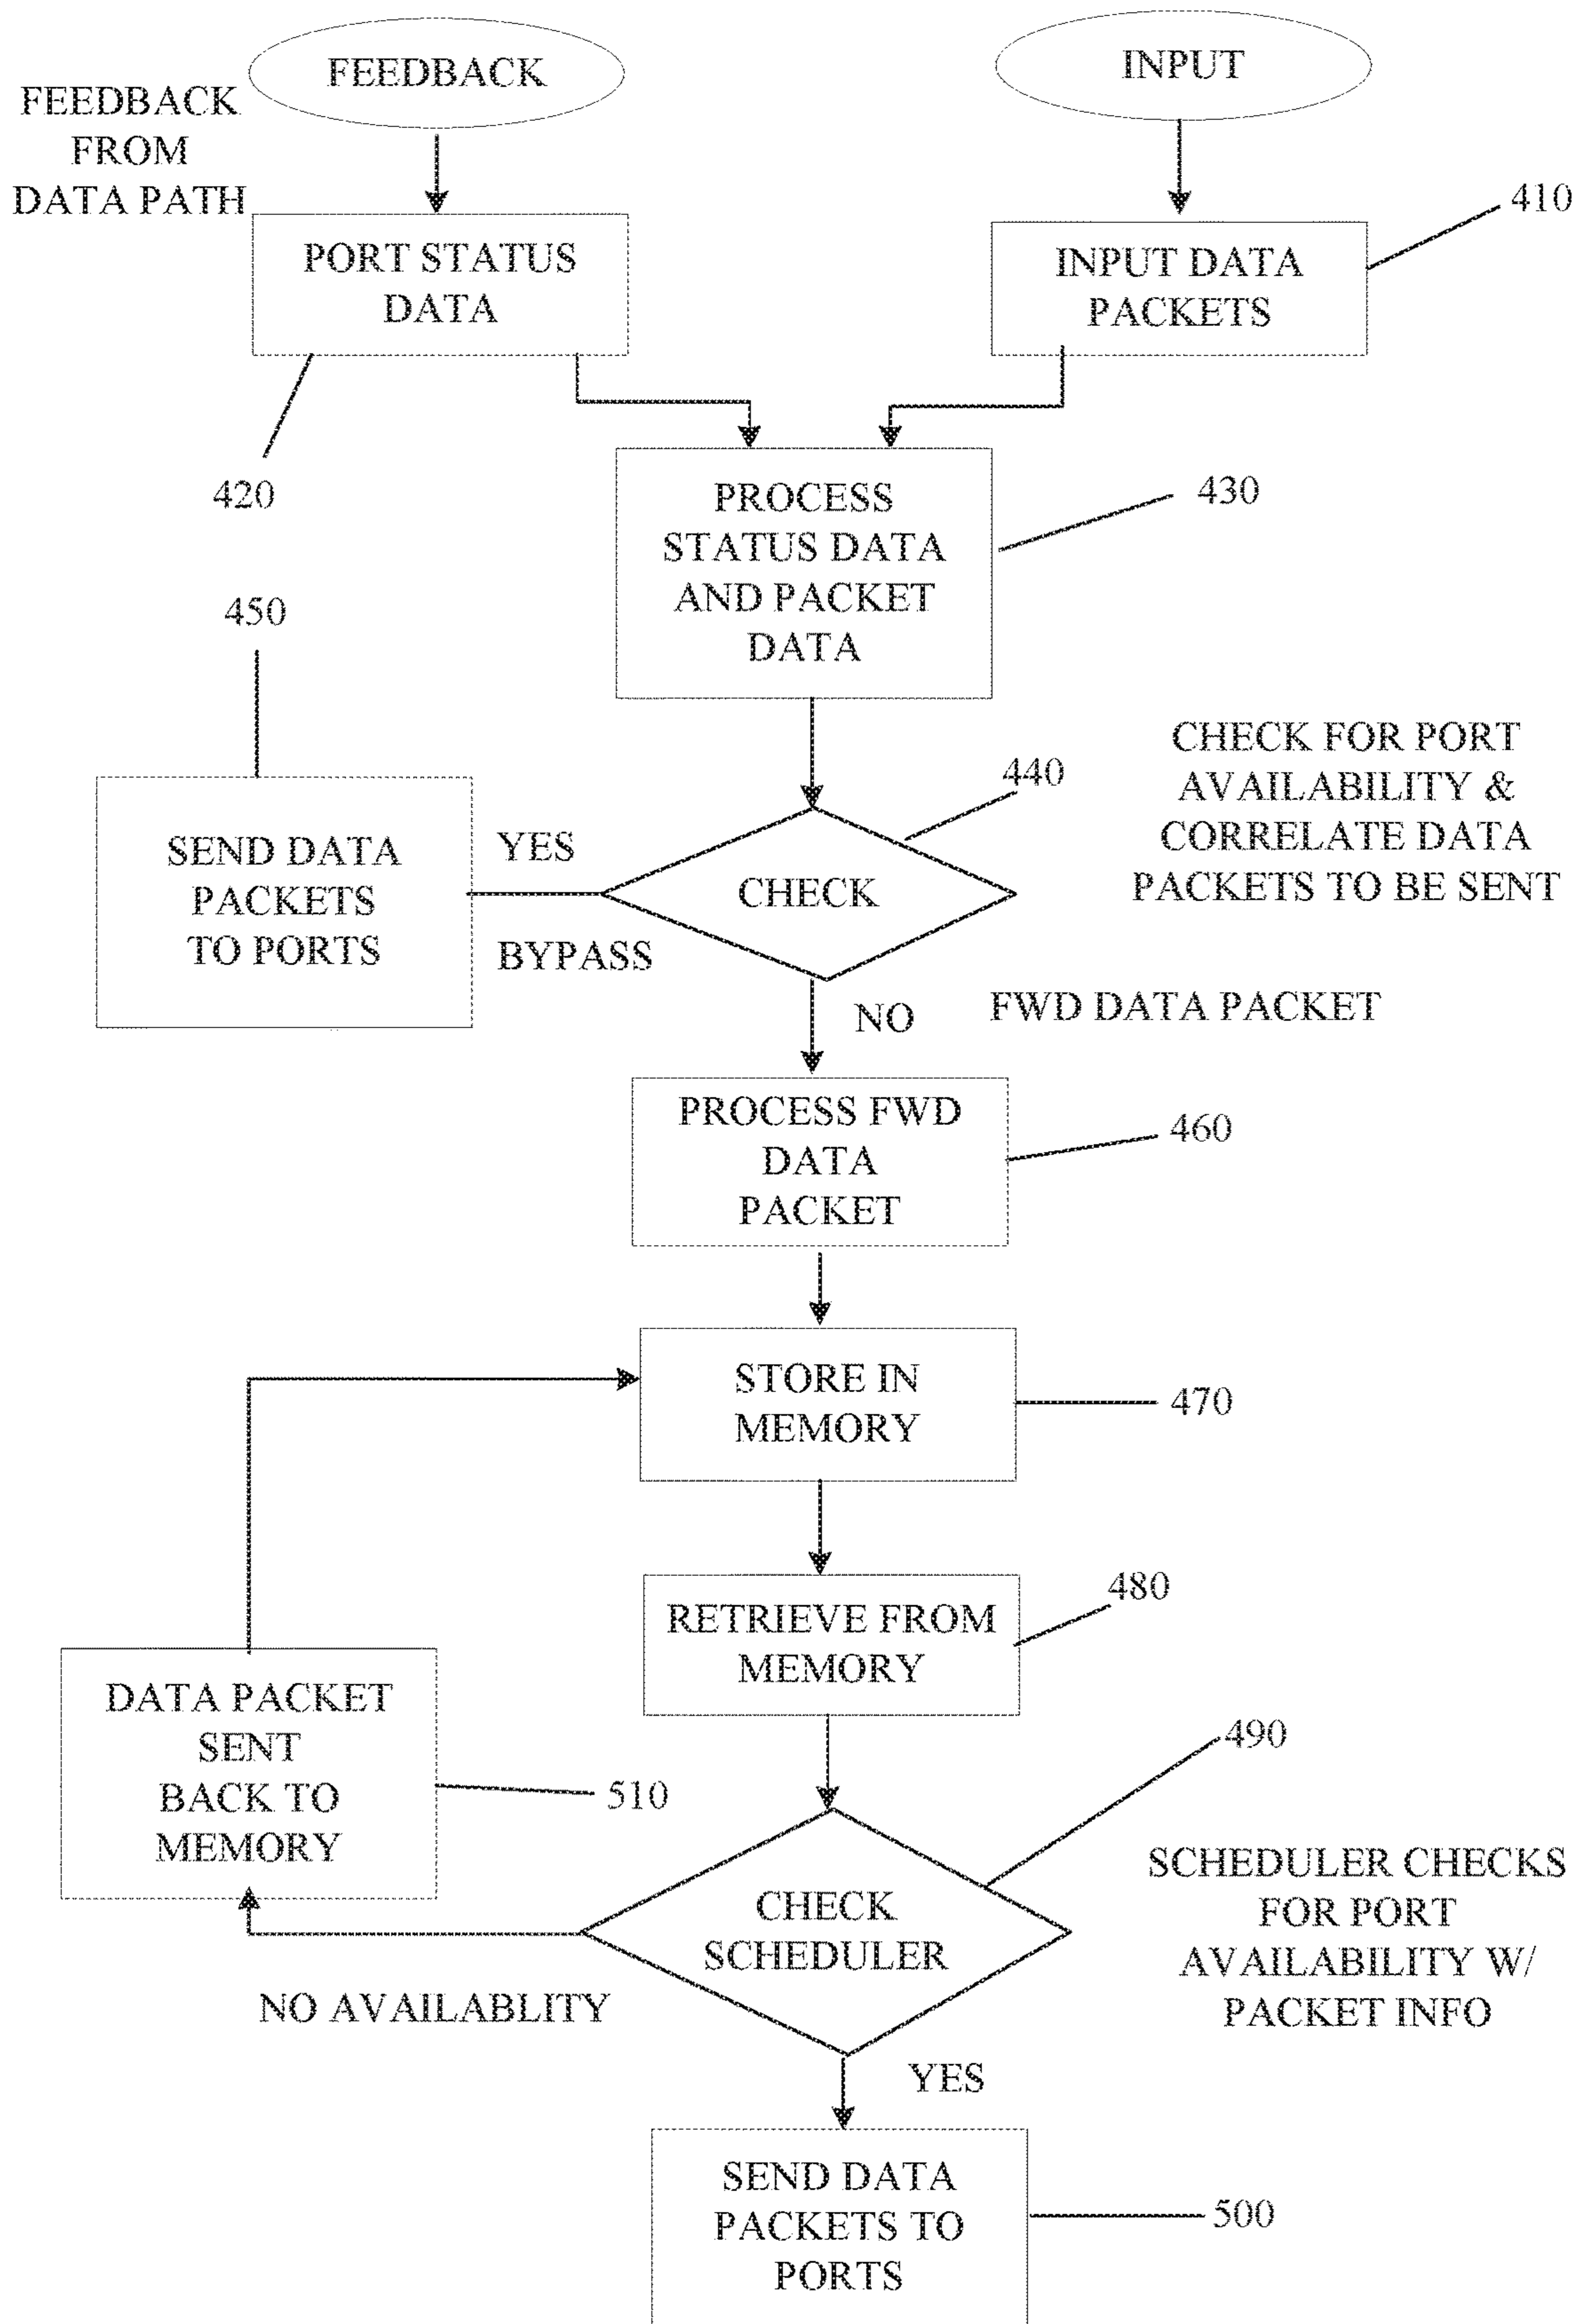 FEEDBACK
INPUT
FEEDBACK
FROM
DATA PATH
PORT STATUS
DATA
INPUT DATA
PACKETS
410
420
PROCESS
STATUS DATA
AND PACKET
DATA
430
450
SEND DATA
PACKETS
TO PORTS
YES
BYPASS
CHECK
440
CHECK FOR PORT
AVAILABILITY &
CORRELATE DATA
PACKETS TO BE SENT
NO
FWD DATA PACKET
PROCESS FWD
DATA
PACKET
460
STORE IN
MEMORY
470
RETRIEVE FROM
MEMORY
480
DATA PACKET
SENT
BACK TO
MEMORY
510
490
CHECK
SCHEDULER
SCHEDULER CHECKS
FOR PORT
AVAILABILITY W/
PACKET INFO
NO AVAILABLITY
YES
SEND DATA
PACKETS TO
PORTS
500